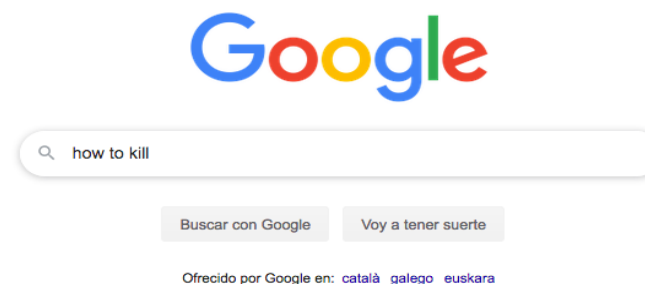 Google
how to kill
Buscar con Google Voy a tener suerte
Ofrecido por Google en: català galego euskara